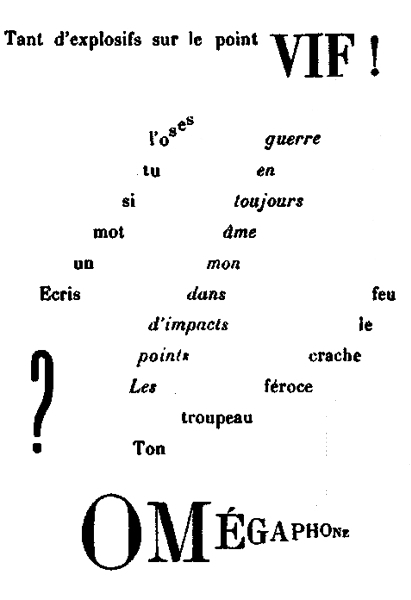 Tant d'explosifs sur le point VIF !
Ecris un mot si tu l'oses
?
Les points d'impacts dans mon âme toujours en guerre
Ton troupeau féroce crache le feu
OMÉGAPHONE